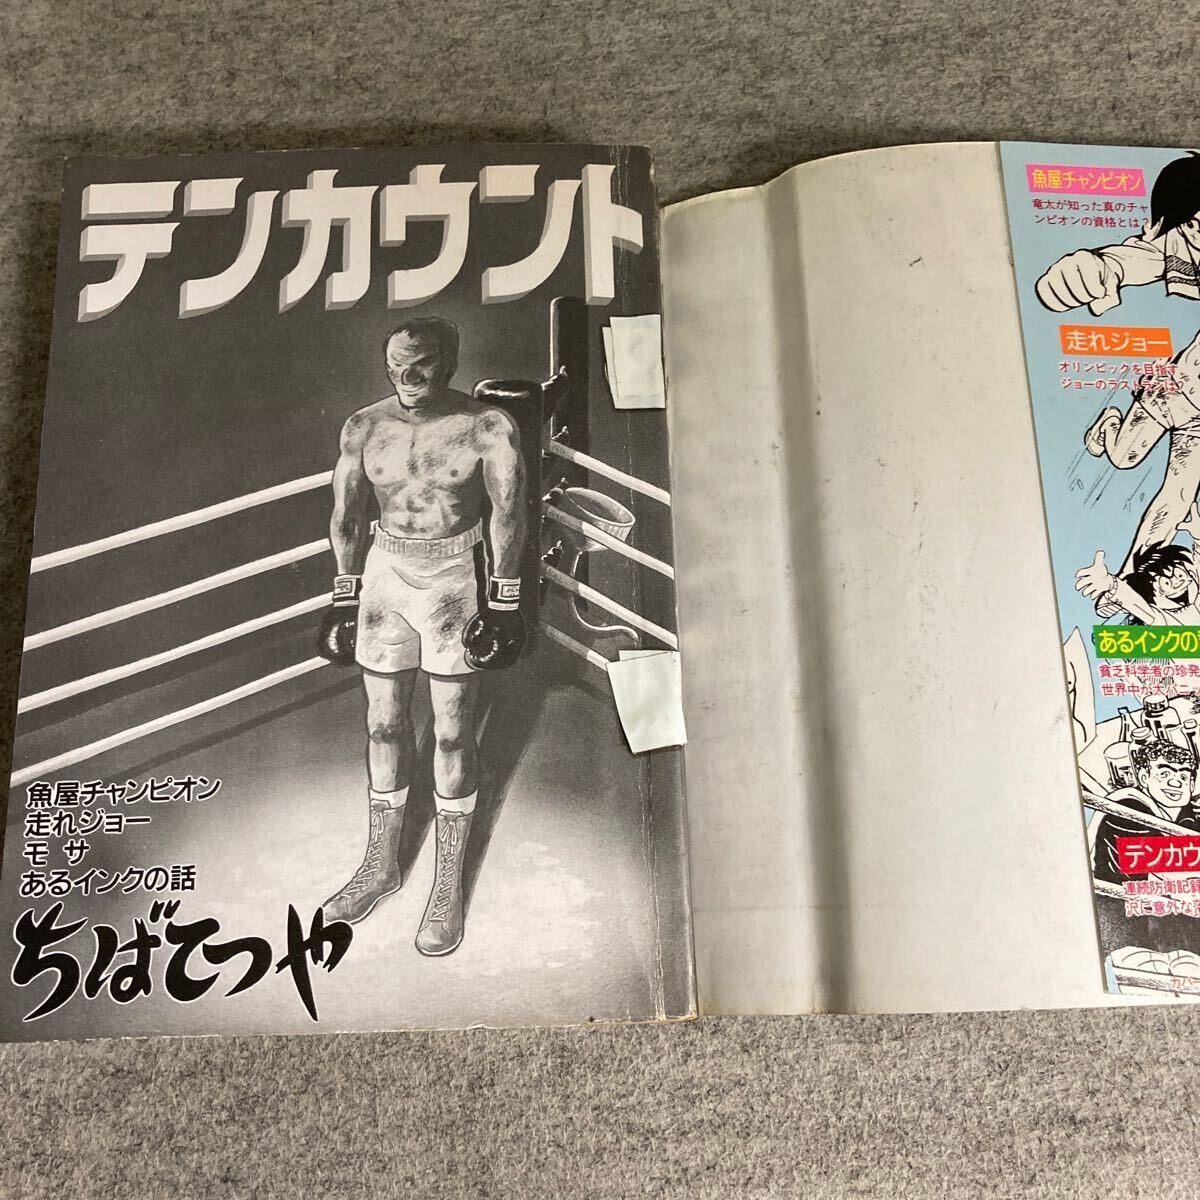 テンカウント
魚屋チャンピオン
走れジョー
モサ
あるインクの話
ちばてつや
魚屋チャンピオン
竜太が知った真のチャ
ンピオンの資格とは?
走れジョー
オリンピックを目指す
ジョーのラストランは
あるインクの
貧乏科学者の珍発
世界中が大パニ
テンカウ
連続防衛記録
沢に意外な落
カバー